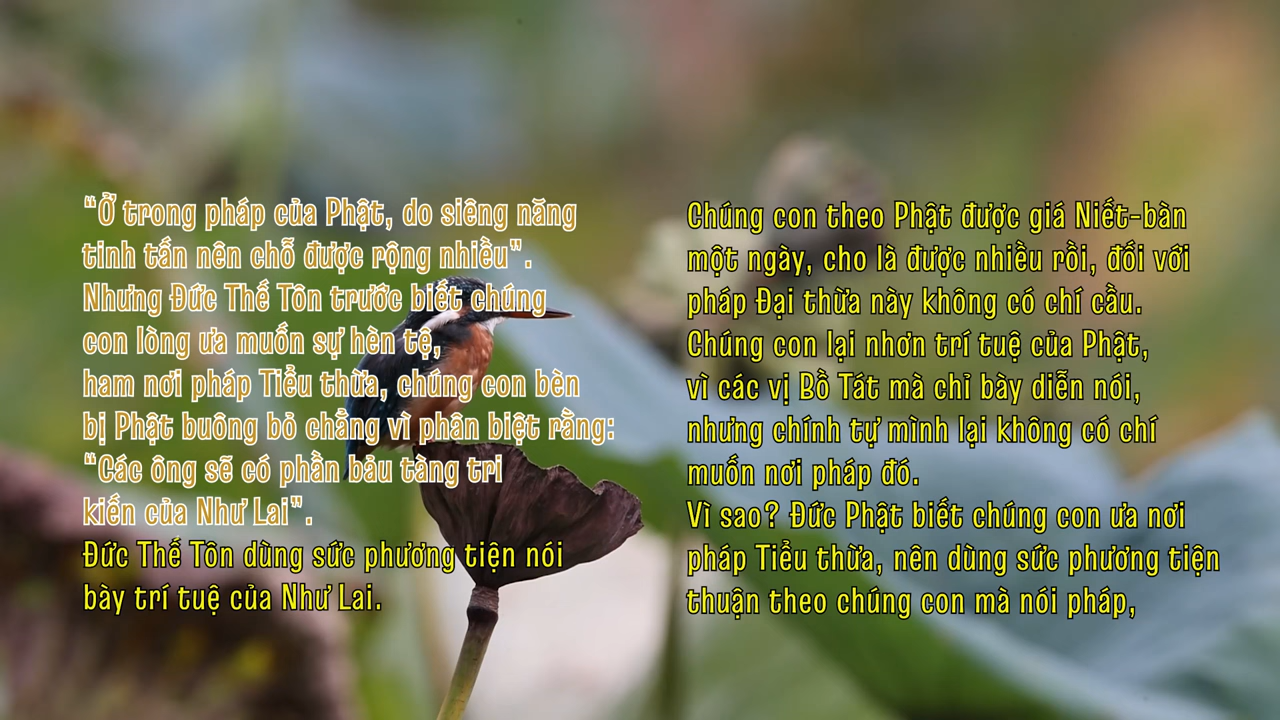 “Ở trong pháp của Phật, do siêng năng
tinh tấn nên chỗ được rộng nhiều”.
Nhưng Đức Thế Tôn trước biết chúng
con lòng ưa muốn sự hèn tệ,
ham nơi pháp Tiểu thừa, chúng con bèn
bị Phật buông bỏ chẳng vì phân biệt rằng:
“Các ông sẽ có phần bảu tàng tri
kiến của Như Lai”.
Đức Thế Tôn dùng sức phương tiện nói
bày trí tuệ của Như Lai.
Chúng con theo Phật được giá Niết-bàn
một ngày, cho là được nhiều rồi, đối với
pháp Đại thừa này không có chí cầu.
Chúng con lại nhơn trí tuệ của Phật,
vì các vị Bồ Tát mà chỉ bày diễn nói,
nhưng chính tự mình lại không có chí
muốn nơi pháp đó.
Vì sao? Đức Phật biết chúng con ưa nơi
pháp Tiểu thừa, nên dùng sức phương tiện
thuận theo chúng con mà nói pháp,